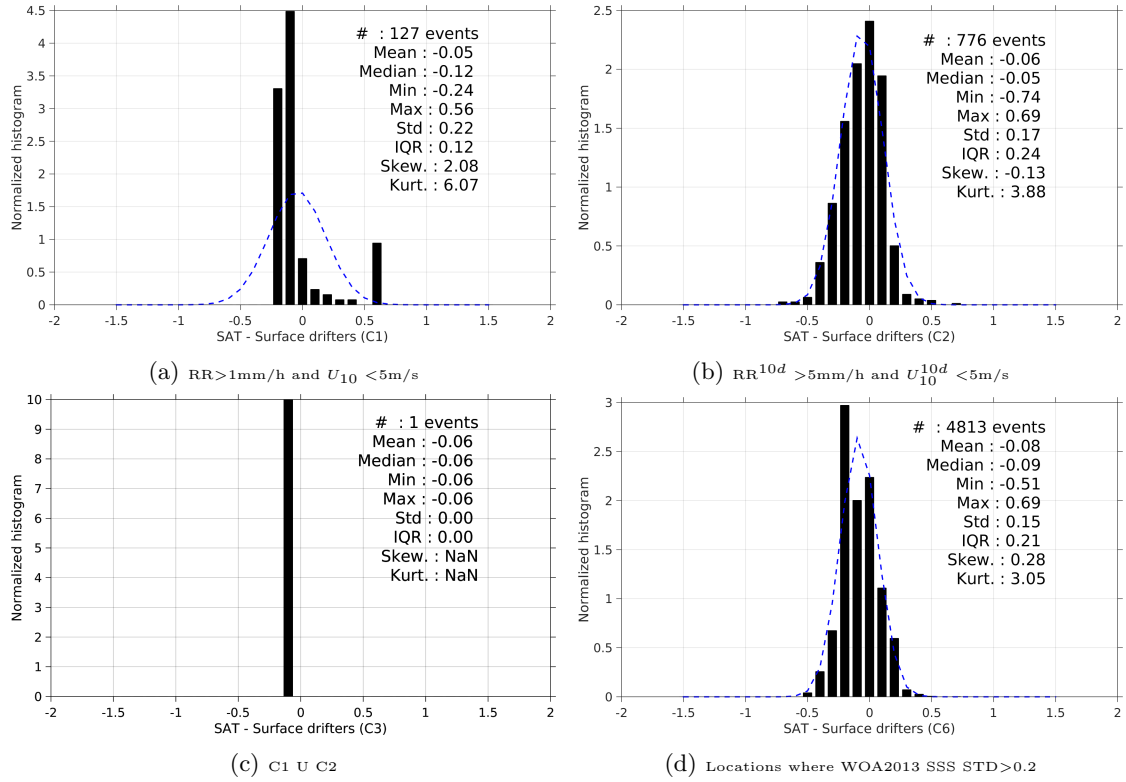 4.5
4
3.5
3
2.5
2
1.5
1
0.5
0
Normalized histogram
# : 127 events
Mean : -0.05
Median : -0.12
Min : -0.24
Max : 0.56
Std : 0.22
IQR : 0.12
Skew. : 2.08
Kurt. : 6.07
-2 -1.5 -1 -0.5 0 0.5 1 1.5 2
SAT - Surface drifters (C1)
(a) RR>1mm/h and U10 <5m/s
2.5
2
1.5
1
0.5
0
Normalized histogram
# : 776 events
Mean : -0.06
Median : -0.05
Min : -0.74
Max : 0.69
Std : 0.17
IQR : 0.24
Skew. : -0.13
Kurt. : 3.88
-2 -1.5 -1 -0.5 0 0.5 1 1.5 2
SAT - Surface drifters (C2)
(b) RR10d >5mm/h and U10d10 <5m/s
10
9
8
7
6
5
4
3
2
1
0
Normalized histogram
# : 1 events
Mean : -0.06
Median : -0.06
Min : -0.06
Max : -0.06
Std : 0.00
IQR : 0.00
Skew. : NaN
Kurt. : NaN
-2 -1.5 -1 -0.5 0 0.5 1 1.5 2
SAT - Surface drifters (C3)
(c) C1 U C2
3
2.5
2
1.5
1
0.5
0
Normalized histogram
# : 4813 events
Mean : -0.08
Median : -0.09
Min : -0.51
Max : 0.69
Std : 0.15
IQR : 0.21
Skew. : 0.28
Kurt. : 3.05
-2 -1.5 -1 -0.5 0 0.5 1 1.5 2
SAT - Surface drifters (C6)
(d) Locations where WOA2013 SSS STD>0.2